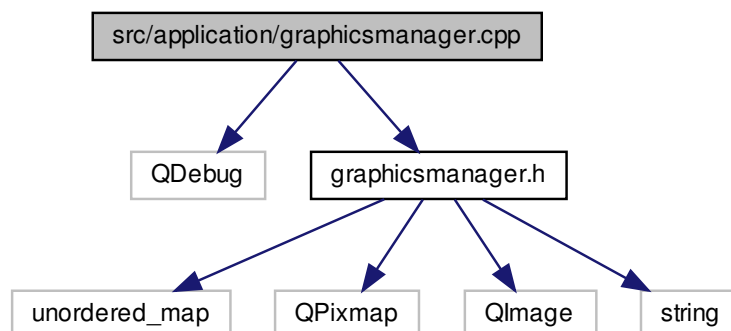 src/application/graphicsmanager.cpp
QDebug
graphicsmanager.h
unordered_map
QPixmap
QImage
string